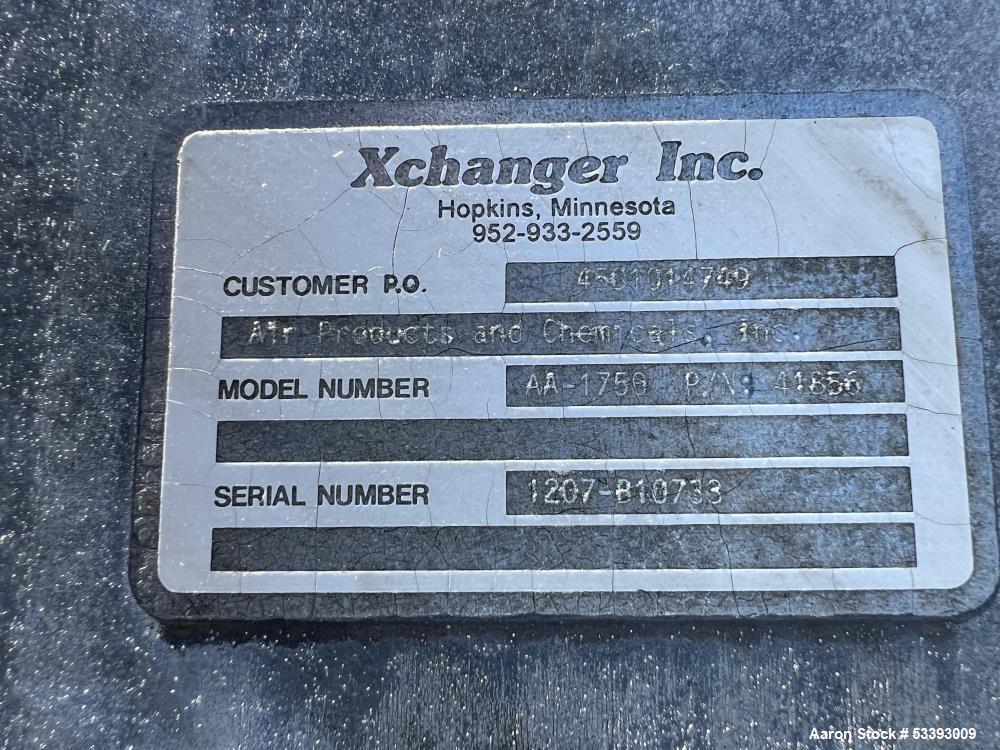 Xchanger Inc.
Hopkins, Minnesota
952-933-2559
CUSTOMER P.O.
Air Products and Chemicals, Inc.
MODEL NUMBER AA-1750 P/N: 41856
SERIAL NUMBER 1207-B10733
Aaron Stock # 53393009